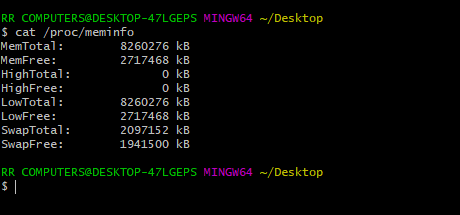 RR COMPUTERS@DESKTOP-47LGEPS MINGW64 ~/Desktop
$ cat /proc/meminfo
MemTotal:        8260276 kB
MemFree:         2717468 kB
HighTotal:             0 kB
HighFree:              0 kB
LowTotal:        8260276 kB
LowFree:         2717468 kB
SwapTotal:       2097152 kB
SwapFree:        1941500 kB
RR COMPUTERS@DESKTOP-47LGEPS MINGW64 ~/Desktop
$